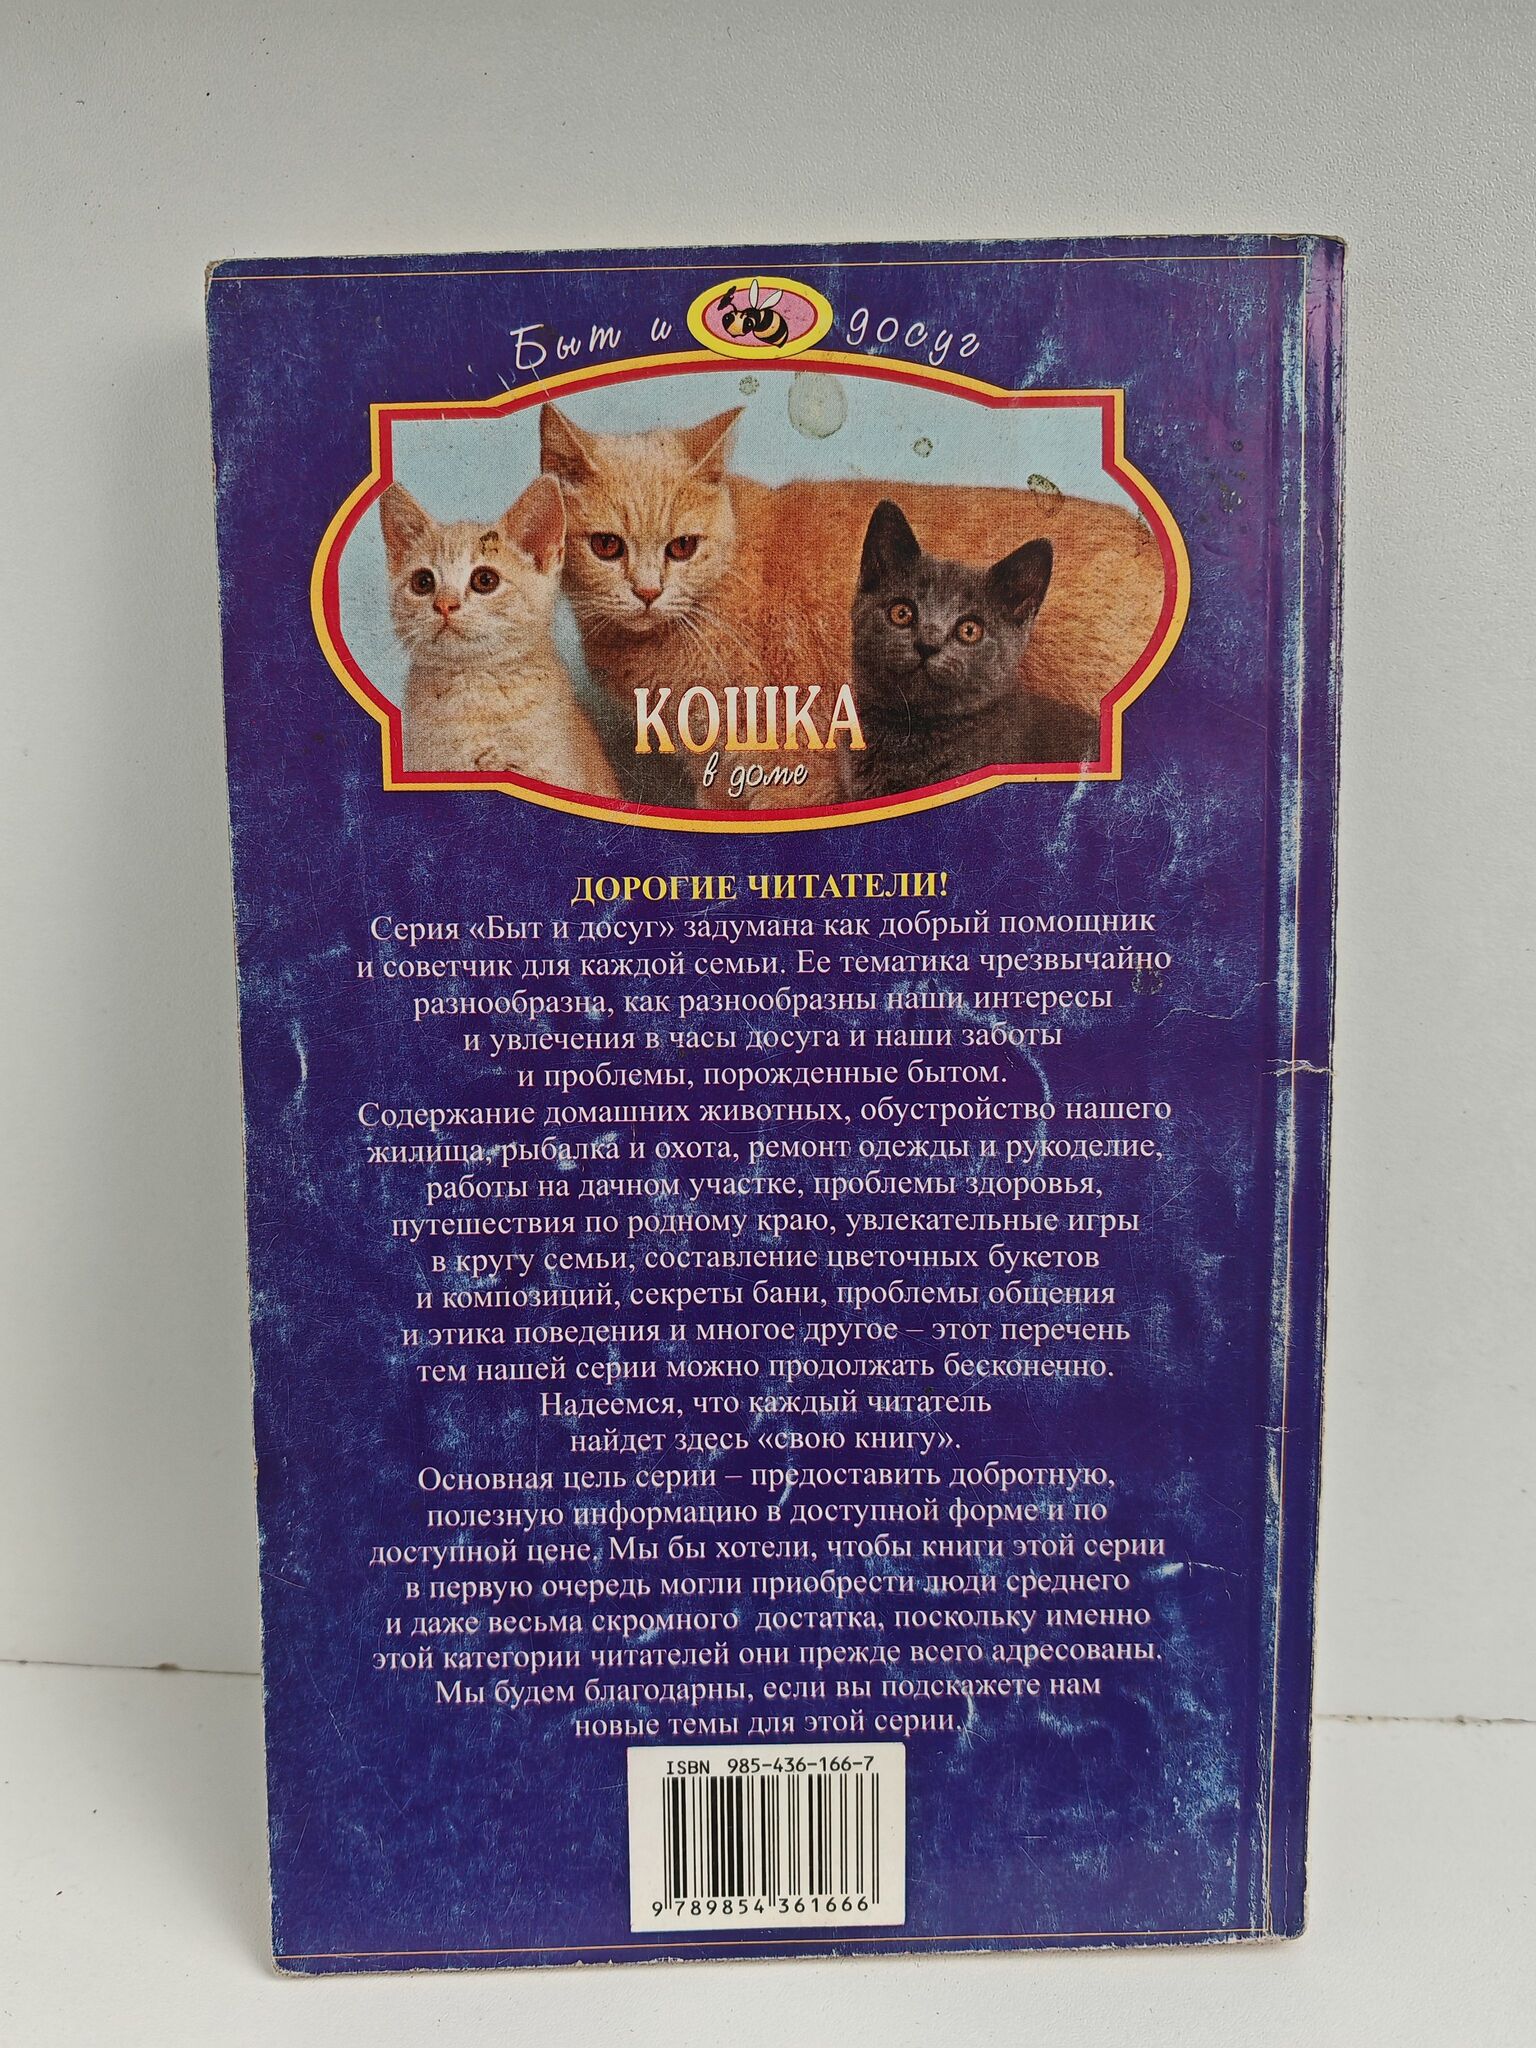 Быт и досуг
КОШКА
в доме
ДОРОГИЕ ЧИТАТЕЛИ!
Серия «Быт и досуг» задумана как добрый помощник
и советчик для каждой семьи. Ее тематика чрезвычайно
разнообразна, как разнообразны наши интересы
и увлечения в часы досуга и наши заботы
и проблемы, порожденные бытом.
Содержание домашних животных, обустройство нашего
жилища, рыбалка и охота, ремонт одежды и рукоделие,
работы на дачном участке, проблемы здоровья,
путешествия по родному краю, увлекательные игры
в кругу семьи, составление цветочных букетов
и композиций, секреты бани, проблемы общения
и этика поведения и многое другое – этот перечень
тем нашей серии можно продолжать бесконечно.
Надеемся, что каждый читатель
найдет здесь «свою книгу».
Основная цель серии – предоставить добротную,
полезную информацию в доступной форме и по
доступной цене. Мы бы хотели, чтобы книги этой серии
в первую очередь могли приобрести люди среднего
и даже весьма скромного достатка, поскольку именно
этой категории читателей они прежде всего адресованы.
Мы будем благодарны, если вы подскажете нам
новые темы для этой серии.
ISBN 985-436-166-7
9 789854 361666